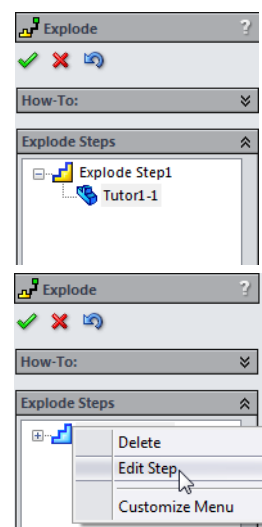 Explode ?
How-To:
Explode Steps
Explode Step1
Tutor1-1
Explode ?
How-To:
Explode Steps
Delete
Edit Step
Customize Menu